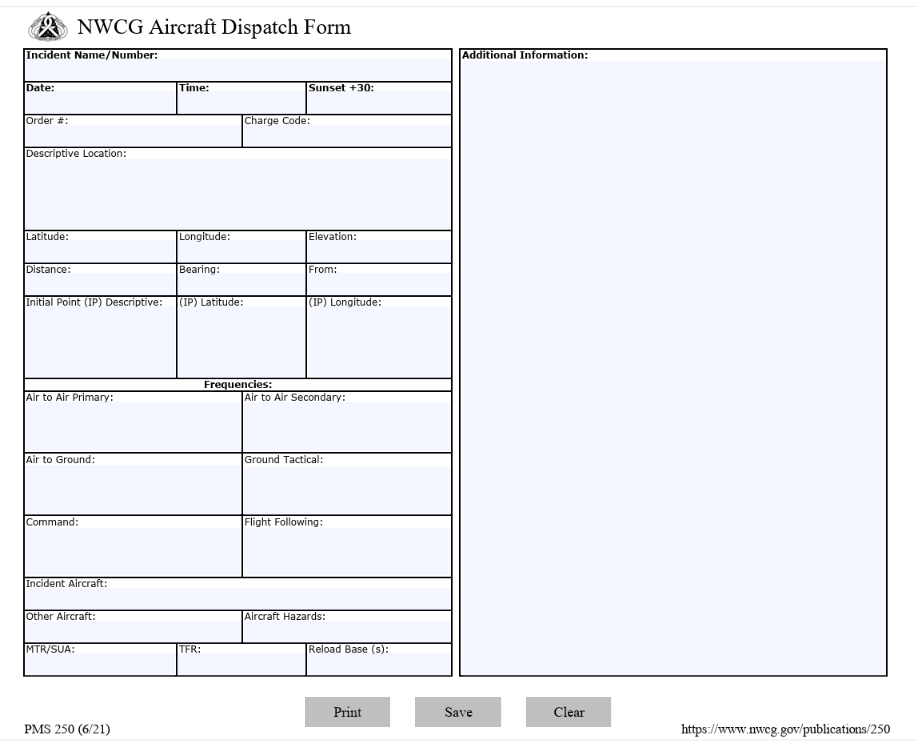 NWCG Aircraft Dispatch Form
Incident Name/Number:
Date: Time: Sunset +30:
Order #: Charge Code:
Descriptive Location:
Latitude: Longitude: Elevation:
Distance: Bearing: From:
Initial Point (IP) Descriptive: (IP) Latitude: (IP) Longitude:
Frequencies:
Air to Air Primary: Air to Air Secondary:
Air to Ground: Ground Tactical:
Command: Flight Following:
Incident Aircraft:
Other Aircraft: Aircraft Hazards:
MTR/SUA: TFR: Reload Base (s):
Additional Information:
Print Save Clear
PMS 250 (6/21) https://www.nwcg.gov/publications/250